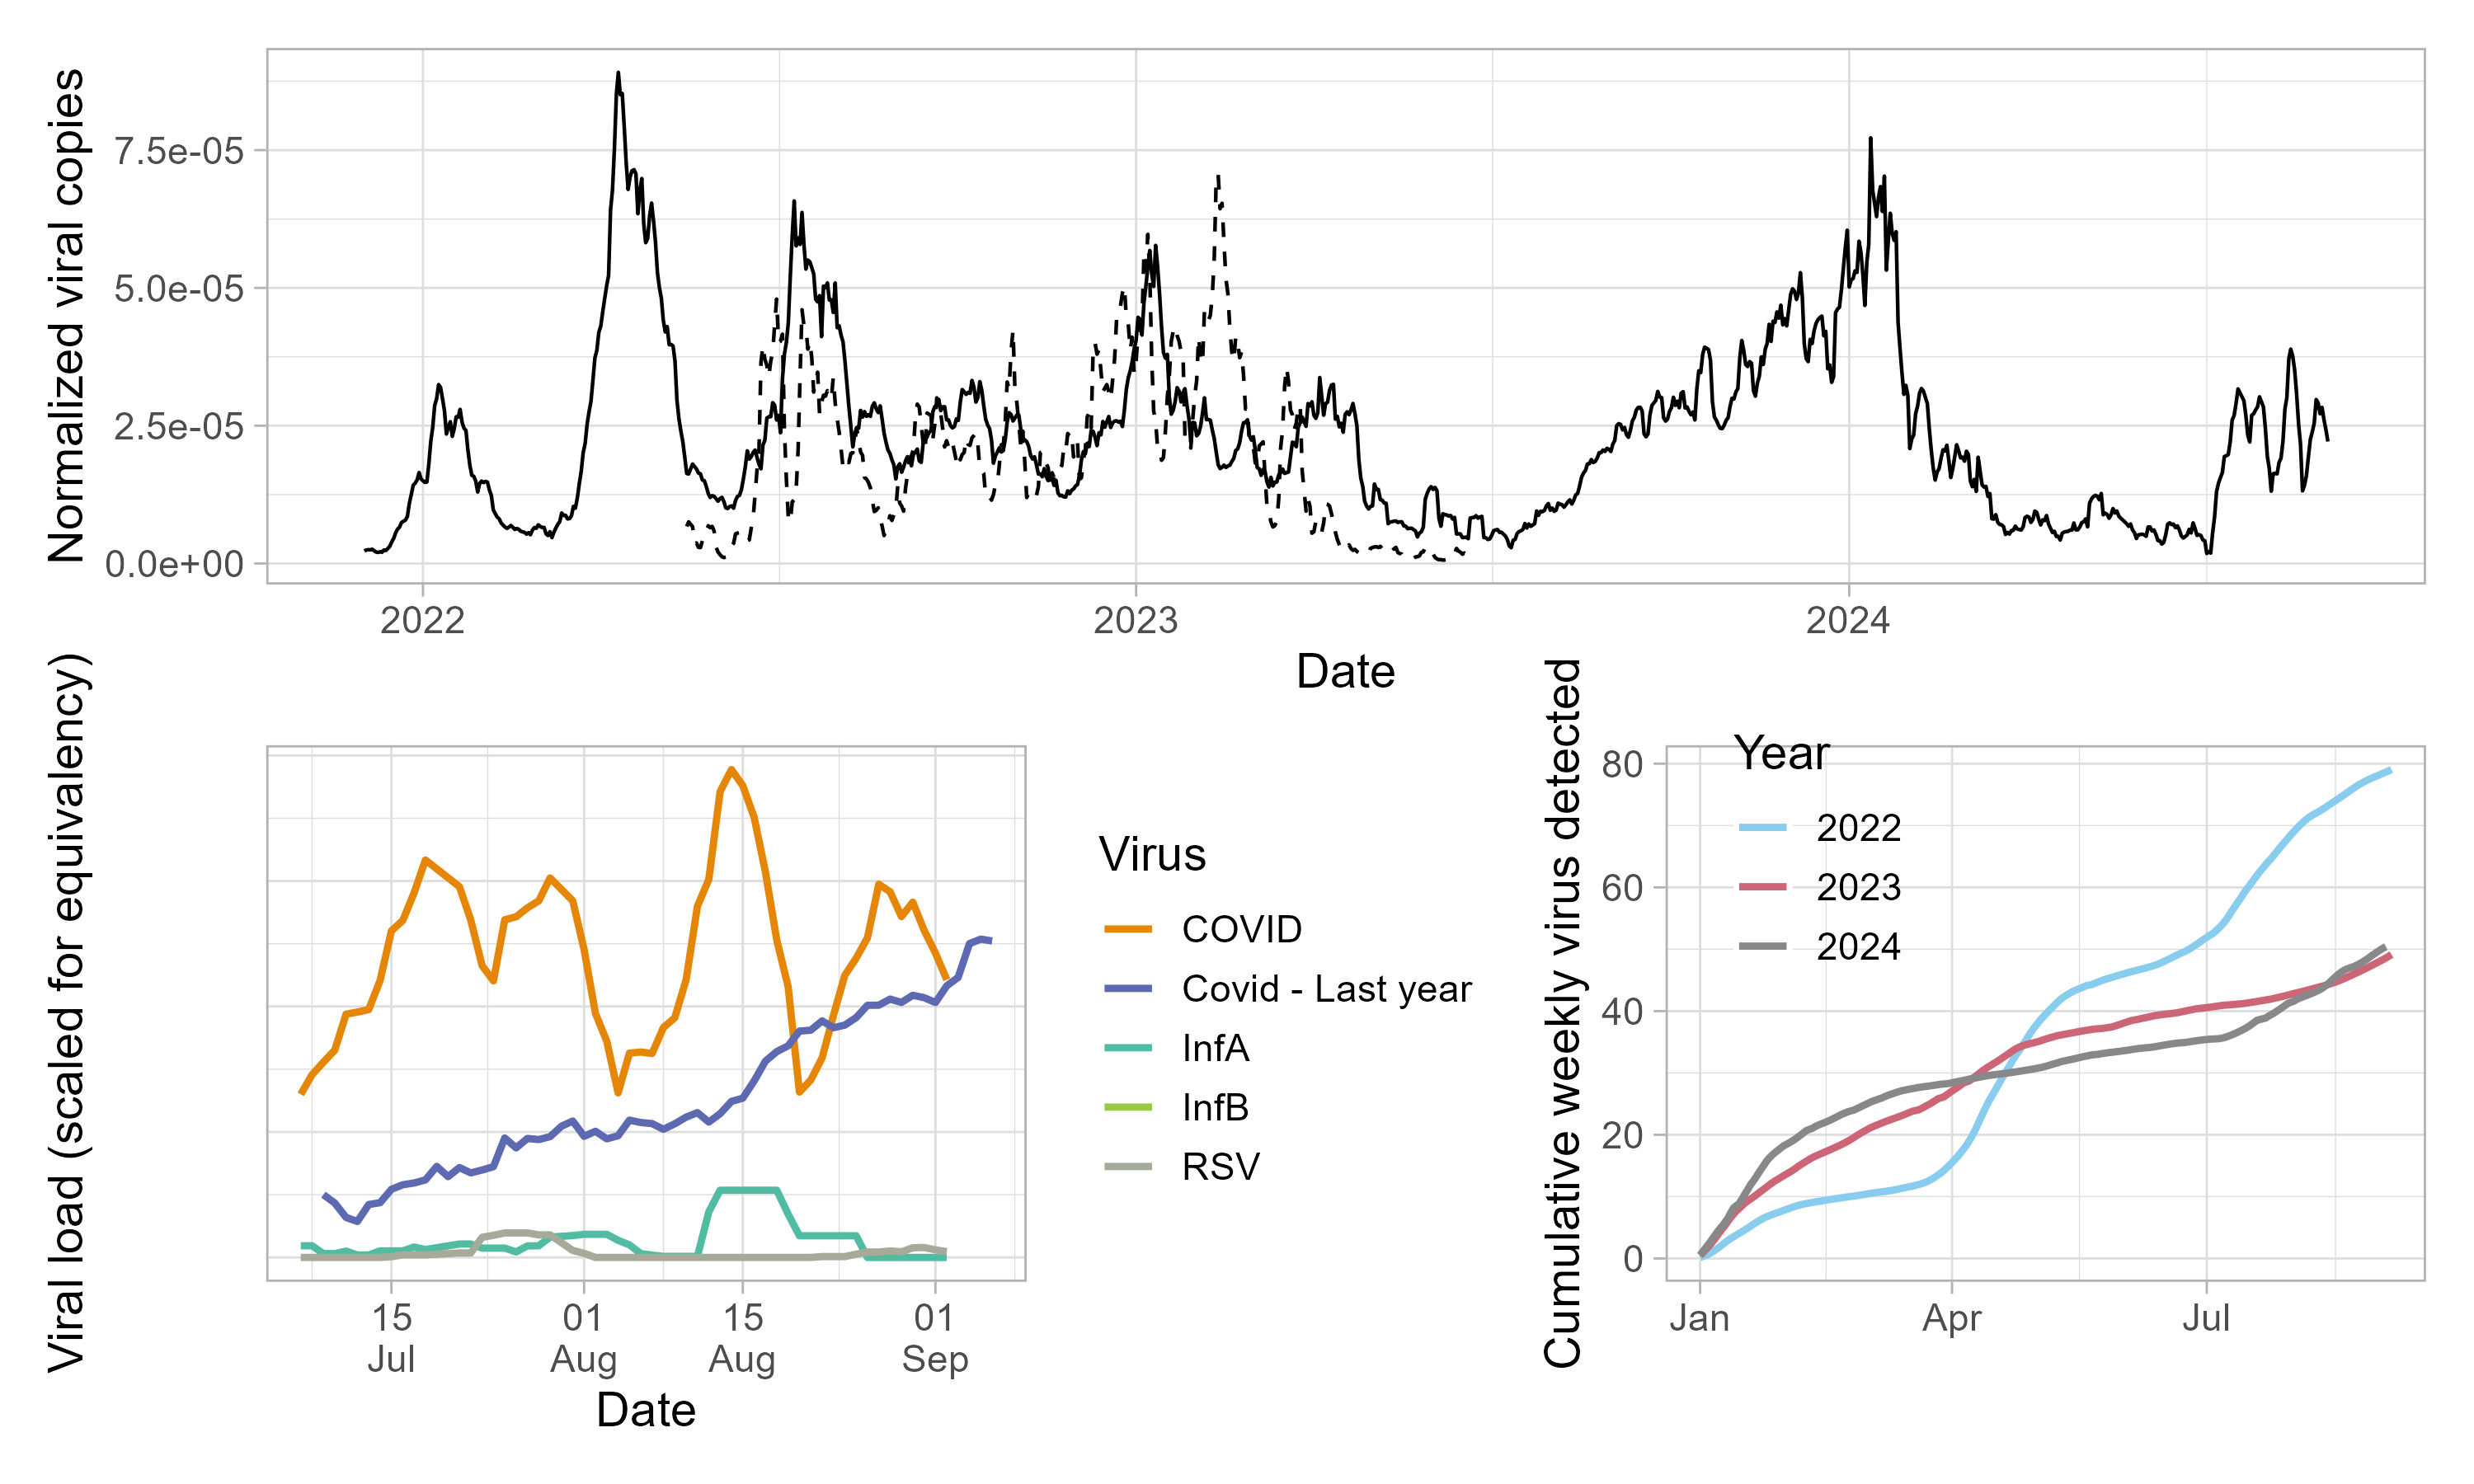 Normalized viral copies
7.5e-05
5.0e-05
2.5e-05
0.0e+00
2022
2023
2024
Date
Viral load (scaled for equivalency)
15
Jul
01
Aug
15
Aug
01
Sep
Date
Virus
COVID
Covid - Last year
InfA
InfB
RSV
Cumulative weekly virus detected
80
60
40
20
0
Year
2022
2023
2024
Jan
Apr
Jul